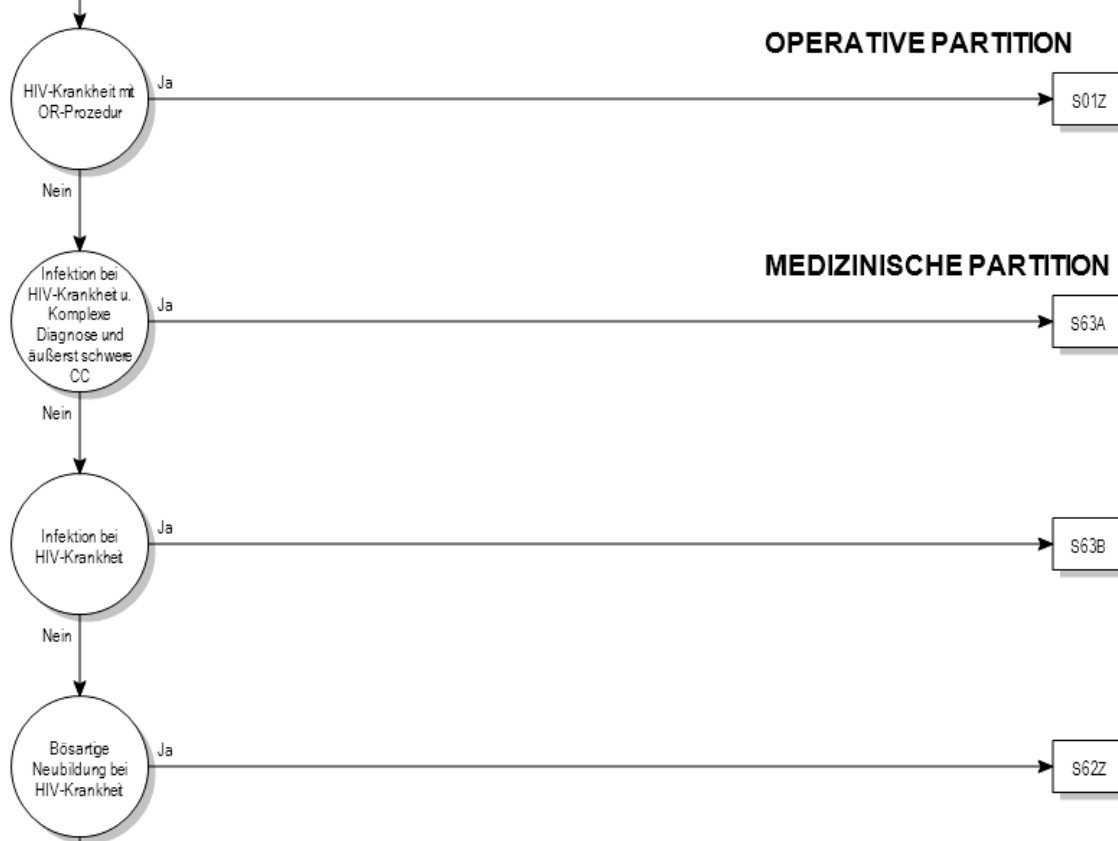 OPERATIVE PARTITION
HIV-Krankheit mit
OR-Prozedur
Ja
S01Z
Nein
MEDIZINISCHE PARTITION
Infektion bei
HIV-Krankheit u.
Komplexe
Diagnose und
äußerst schwere
CC
Ja
S63A
Nein
Infektion bei
HIV-Krankheit
Ja
S63B
Nein
Bösartige
Neubildung bei
HIV-Krankheit
Ja
S62Z